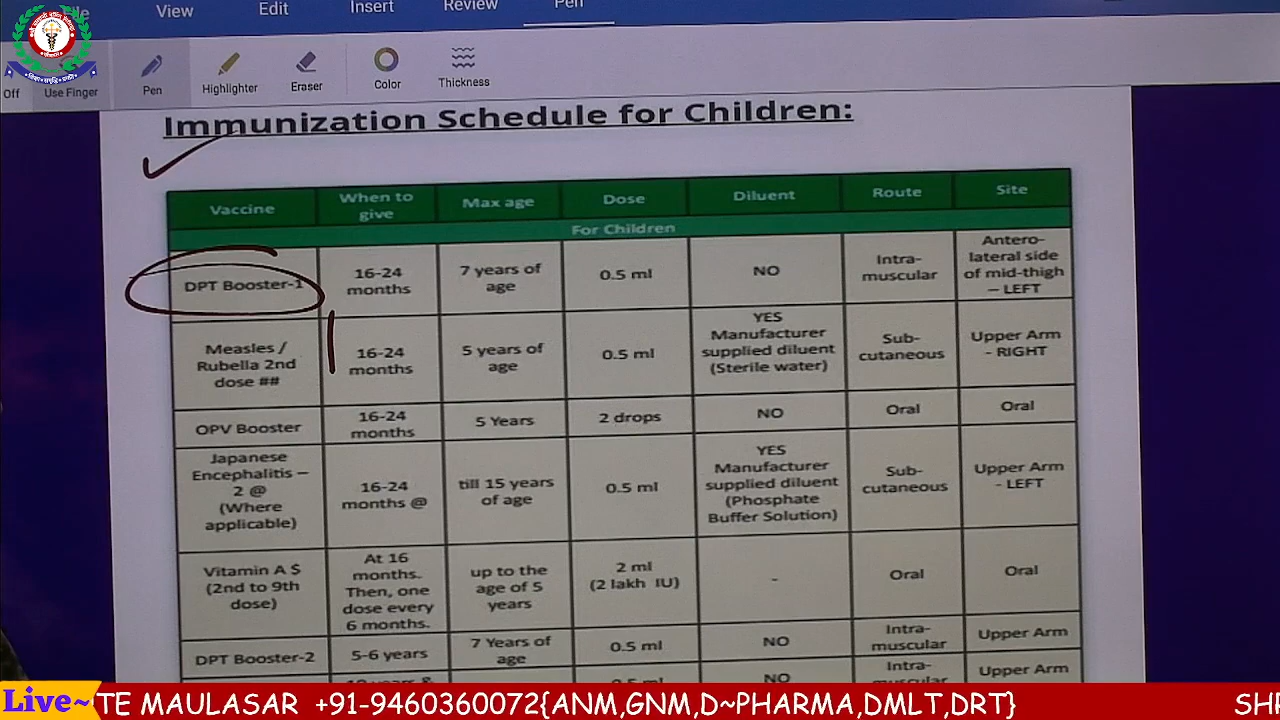 View Edit Insert Review Pen
Off Use Finger Pen Highlighter Eraser Color Thickness
Immunization Schedule for Children:
Vaccine
When to
give
Max age
Dose
Diluent
Route
Site
For Children
DPT Booster-1
16-24
months
7 years of
age
0.5 ml
NO
Intra-
muscular
Antero-
lateral side
of mid-thigh
– LEFT
Measles /
Rubella 2nd
dose ##
16-24
months
5 years of
age
0.5 ml
YES
Manufacturer
supplied diluent
(Sterile water)
Sub-
cutaneous
Upper Arm
- RIGHT
OPV Booster
16-24
months
5 Years
2 drops
NO
Oral
Oral
Japanese
Encephalitis –
2 @
(Where
applicable)
16-24
months @
till 15 years
of age
0.5 ml
YES
Manufacturer
supplied diluent
(Phosphate
Buffer Solution)
Sub-
cutaneous
Upper Arm
- LEFT
Vitamin A $
(2nd to 9th
dose)
At 16
months.
Then, one
dose every
6 months.
up to the
age of 5
years
2 ml
(2 lakh IU)
-
Oral
Oral
DPT Booster-2
5-6 years
7 Years of
age
0.5 ml
NO
Intra-
muscular
Upper Arm
NO
Intra-
Upper Arm
Live~ TE MAULASAR +91-9460360072{ANM,GNM,D~PHARMA,DMLT,DRT} SHR